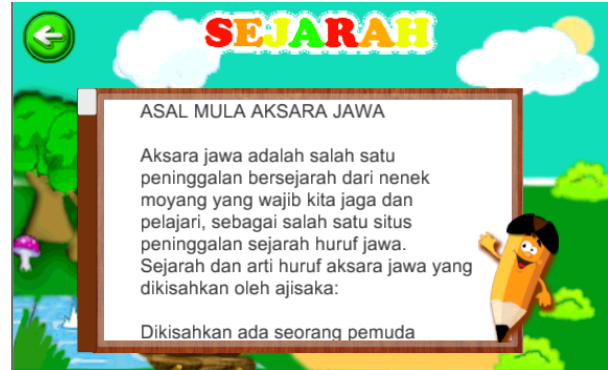 SEJARAH
ASAL MULA AKSARA JAWA
Aksara jawa adalah salah satu
peninggalan bersejarah dari nenek
moyang yang wajib kita jaga dan
pelajari, sebagai salah satu situs
peninggalan sejarah huruf jawa.
Sejarah dan arti huruf aksara jawa yang
dikisahkan oleh ajisaka:
Dikisahkan ada seorang pemuda